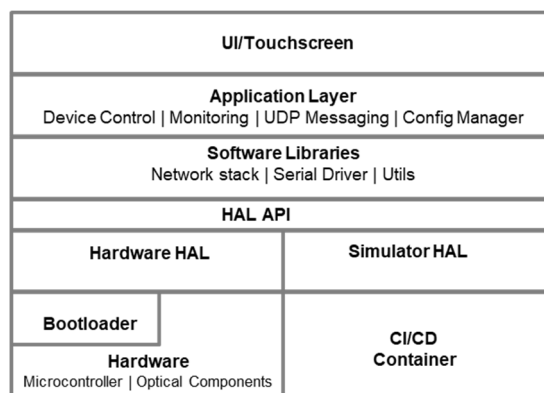 UI/Touchscreen
Application Layer
Device Control | Monitoring | UDP Messaging | Config Manager
Software Libraries
Network stack | Serial Driver | Utils
HAL API
Hardware HAL
Simulator HAL
Bootloader
Hardware
Microcontroller | Optical Components
CI/CD
Container